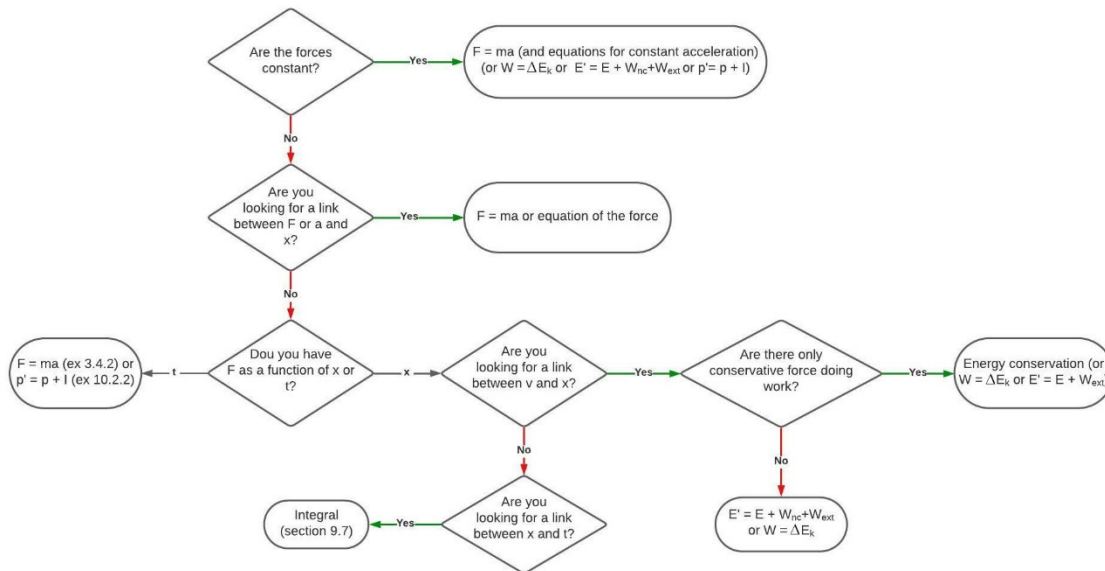 Are the forces
constant?
Yes
F = ma (and equations for constant acceleration)
(or W = ΔEₖ or E' = E + Wₙc+Wₑₓₜ or p'= p + I)
No
Are you
looking for a link
between F or a and
x?
Yes
F = ma or equation of the force
No
Dou you have
F as a function of x or
t?
t
F = ma (ex 3.4.2) or
p' = p + I (ex 10.2.2)
x
Are you
looking for a link
between v and x?
Yes
Are there only
conservative force doing
work?
Yes
Energy conservation (or
W = ΔEₖ or E' = E + Wₑₓₜ
No
E' = E + Wₙc+Wₑₓₜ
or W = ΔEₖ
No
Are you
looking for a link
between x and t?
Yes
Integral
(section 9.7)